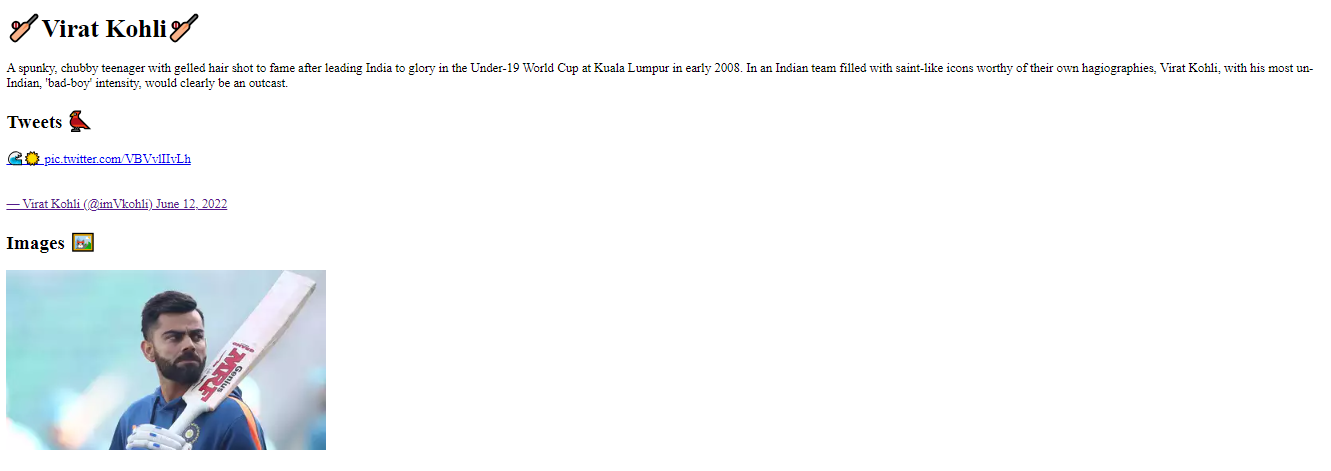 🏏Virat Kohli🏏
A spunky, chubby teenager with gelled hair shot to fame after leading India to glory in the Under-19 World Cup at Kuala Lumpur in early 2008. In an Indian team filled with saint-like icons worthy of their own hagiographies, Virat Kohli, with his most un-
Indian, 'bad-boy' intensity, would clearly be an outcast.
Tweets
🌊☀️ pic.twitter.com/VBVvlIIvLh
— Virat Kohli (@imVkohli) June 12, 2022
Images 🖼️
MRF
Genius
GRAND